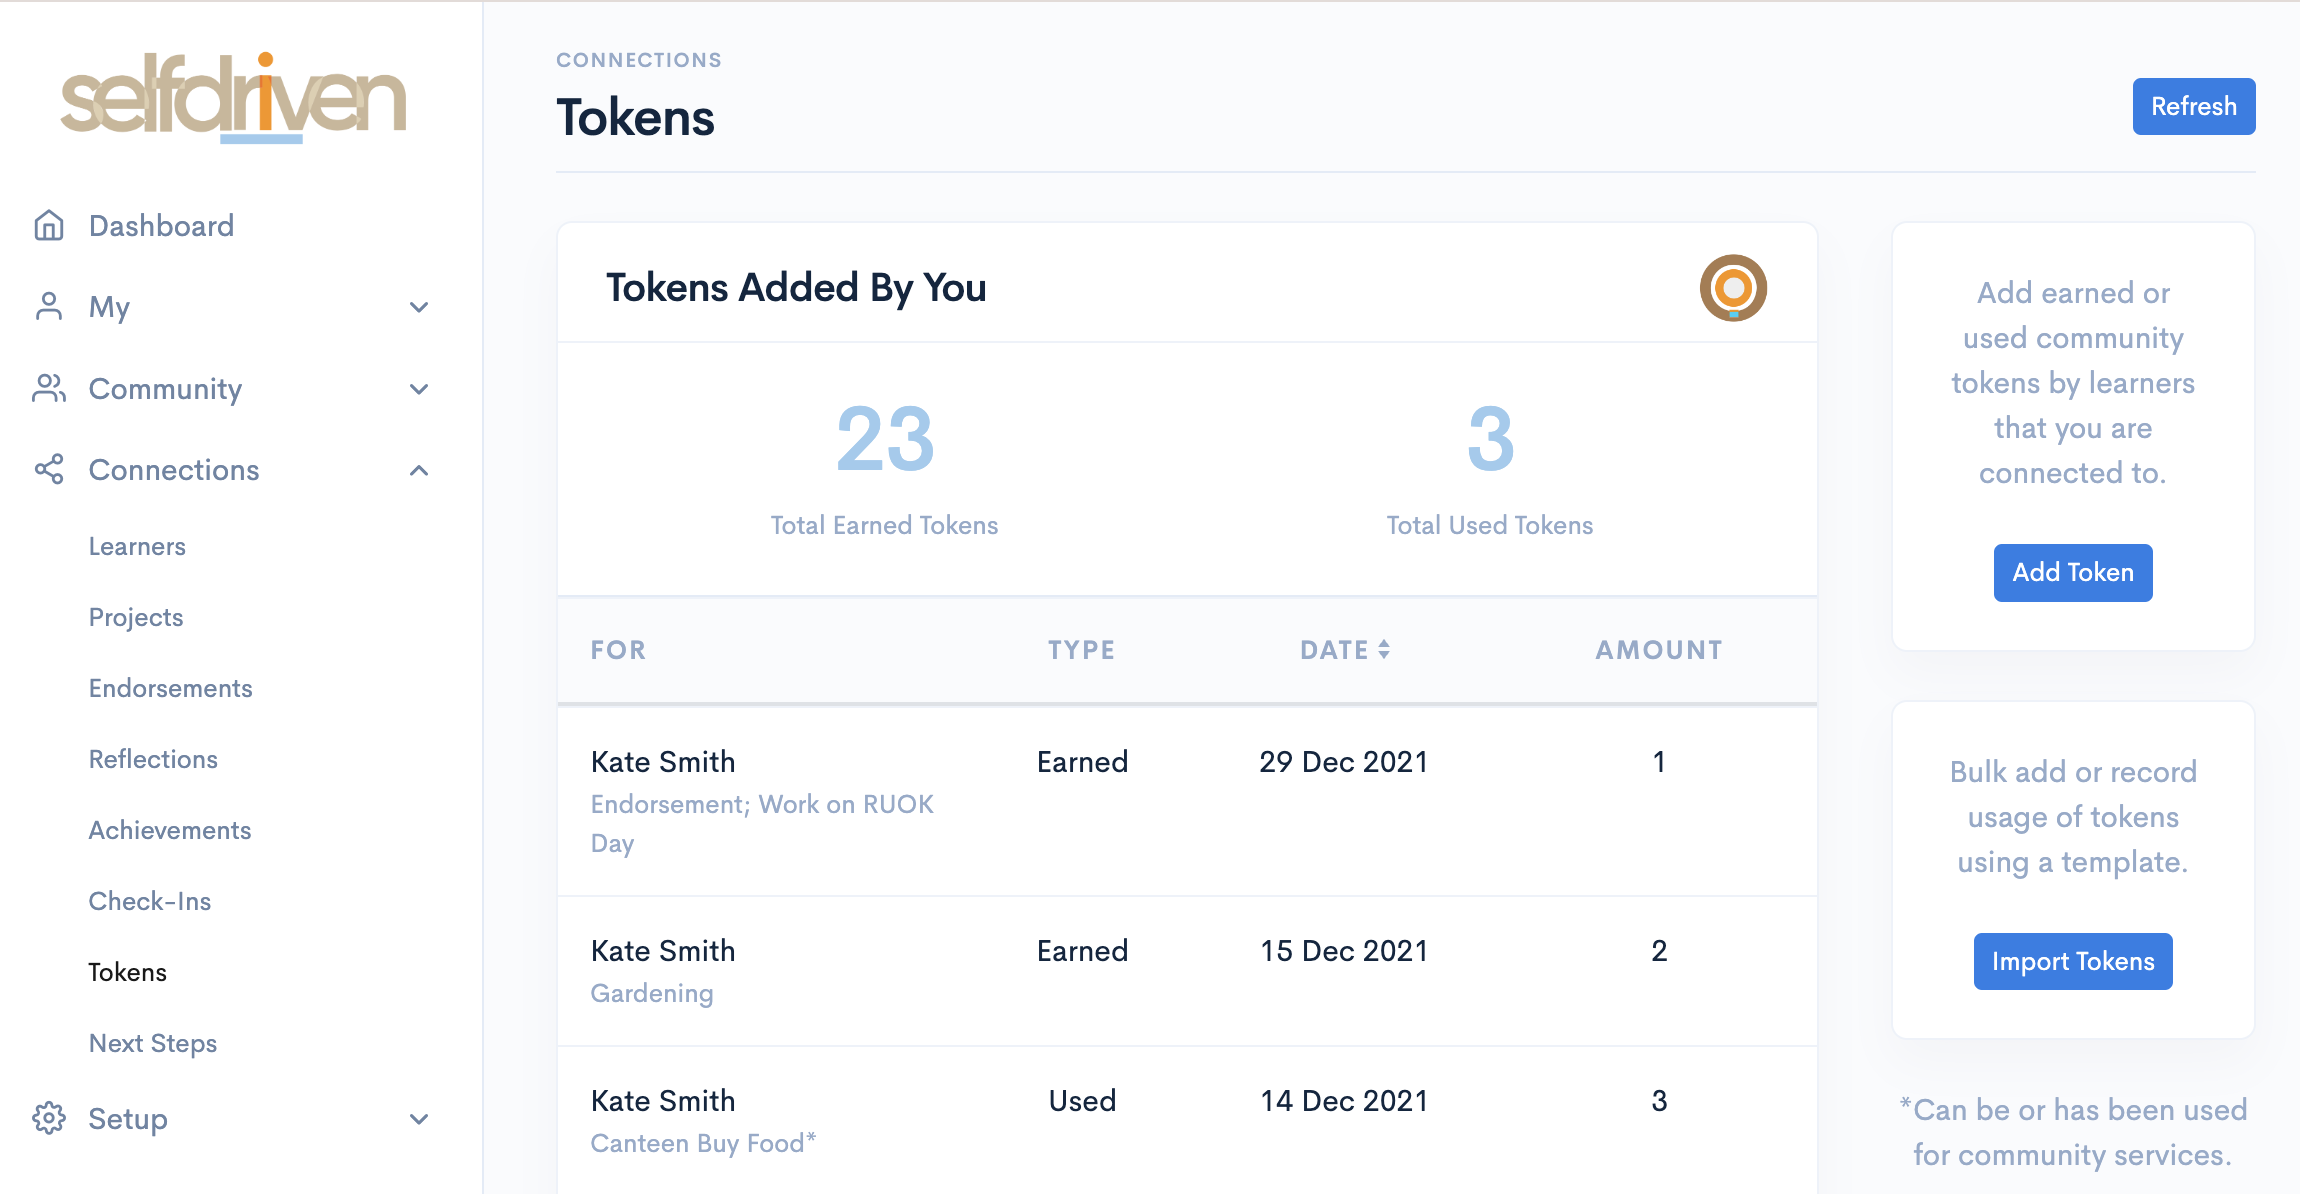 selfdriven
Dashboard
My
Community
Connections
Learners
Projects
Endorsements
Reflections
Achievements
Check-Ins
Tokens
Next Steps
Setup
CONNECTIONS
Tokens
Refresh
Tokens Added By You
23
Total Earned Tokens
3
Total Used Tokens
FOR TYPE DATE AMOUNT
Kate Smith Earned 29 Dec 2021 1
Endorsement; Work on RUOK
Day
Kate Smith Earned 15 Dec 2021 2
Gardening
Kate Smith Used 14 Dec 2021 3
Canteen Buy Food*
Add earned or
used community
tokens by learners
that you are
connected to.
Add Token
Bulk add or record
usage of tokens
using a template.
Import Tokens
*Can be or has been used
for community services.